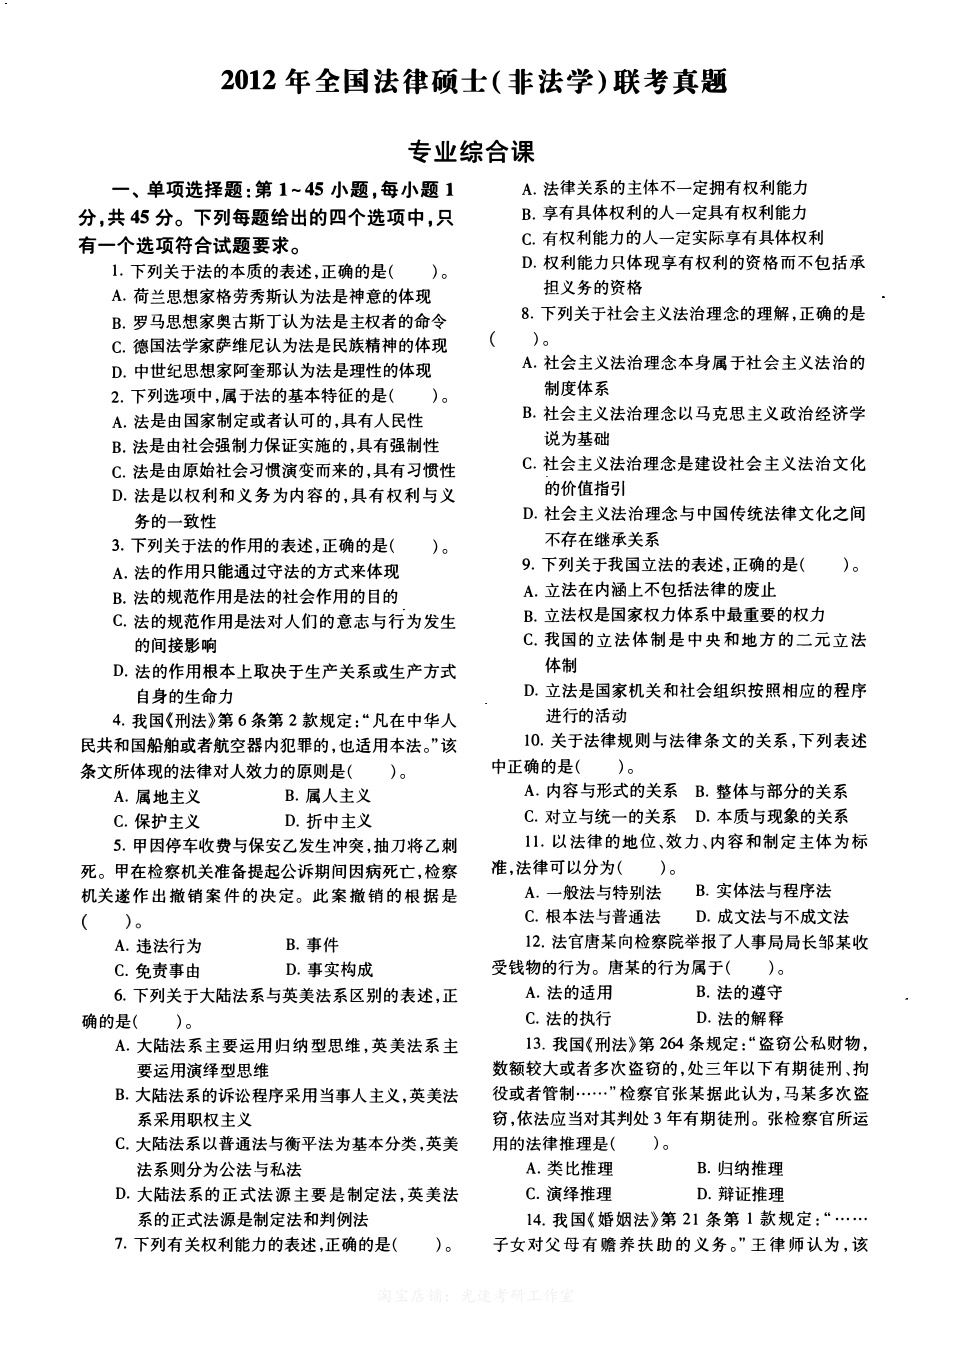 2012 年全国法律硕士(非法学)联考真题
专业综合课
一、单项选择题:第 1~45 小题,每小题 1
分,共 45 分。下列每题给出的四个选项中,只
有一个选项符合试题要求。
1. 下列关于法的本质的表述,正确的是(　　)。
A. 荷兰思想家格劳秀斯认为法是神意的体现
B. 罗马思想家奥古斯丁认为法是主权者的命令
C. 德国法学家萨维尼认为法是民族精神的体现
D. 中世纪思想家阿奎那认为法是理性的体现
2. 下列选项中,属于法的基本特征的是(　　)。
A. 法是由国家制定或者认可的,具有人民性
B. 法是由社会强制力保证实施的,具有强制性
C. 法是由原始社会习惯演变而来的,具有习惯性
D. 法是以权利和义务为内容的,具有权利与义
务的一致性
3. 下列关于法的作用的表述,正确的是(　　)。
A. 法的作用只能通过守法的方式来体现
B. 法的规范作用是法的社会作用的目的
C. 法的规范作用是法对人们的意志与行为发生
的间接影响
D. 法的作用根本上取决于生产关系或生产方式
自身的生命力
4. 我国《刑法》第 6 条第 2 款规定:“凡在中华人
民共和国船舶或者航空器内犯罪的,也适用本法。”该
条文所体现的法律对人效力的原则是(　　)。
A. 属地主义　　B. 属人主义
C. 保护主义　　D. 折中主义
5. 甲因停车收费与保安乙发生冲突,抽刀将乙刺
死。甲在检察机关准备提起公诉期间因病死亡,检察
机关遂作出撤销案件的决定。此案撤销的根据是
(　　)。
A. 违法行为　　B. 事件
C. 免责事由　　D. 事实构成
6. 下列关于大陆法系与英美法系区别的表述,正
确的是(　　)。
A. 大陆法系主要运用归纳型思维,英美法系主
要运用演绎型思维
B. 大陆法系的诉讼程序采用当事人主义,英美法
系采用职权主义
C. 大陆法系以普通法与衡平法为基本分类,英美
法系则分为公法与私法
D. 大陆法系的正式法源主要是制定法,英美法
系的正式法源是制定法和判例法
7. 下列有关权利能力的表述,正确的是(　　)。
A. 法律关系的主体不一定拥有权利能力
B. 享有具体权利的人一定具有权利能力
C. 有权利能力的人一定实际享有具体权利
D. 权利能力只体现享有权利的资格而不包括承
担义务的资格
8. 下列关于社会主义法治理念的理解,正确的是
(　　)。
A. 社会主义法治理念本身属于社会主义法治的
制度体系
B. 社会主义法治理念以马克思主义政治经济学
说为基础
C. 社会主义法治理念是建设社会主义法治文化
的价值指引
D. 社会主义法治理念与中国传统法律文化之间
不存在继承关系
9. 下列关于我国立法的表述,正确的是(　　)。
A. 立法在内涵上不包括法律的废止
B. 立法权是国家权力体系中最重要的权力
C. 我国的立法体制是中央和地方的二元立法
体制
D. 立法是国家机关和社会组织按照相应的程序
进行的活动
10. 关于法律规则与法律条文的关系,下列表述
中正确的是(　　)。
A. 内容与形式的关系　B. 整体与部分的关系
C. 对立与统一的关系　D. 本质与现象的关系
11. 以法律的地位、效力、内容和制定主体为标
准,法律可以分为(　　)。
A. 一般法与特别法　　B. 实体法与程序法
C. 根本法与普通法　　D. 成文法与不成文法
12. 法官唐某向检察院举报了人事局局长邹某收
受钱物的行为。唐某的行为属于(　　)。
A. 法的适用　　B. 法的遵守
C. 法的执行　　D. 法的解释
13. 我国《刑法》第 264 条规定:“盗窃公私财物,
数额较大或者多次盗窃的,处三年以下有期徒刑、拘
役或者管制……”检察官张某据此认为,马某多次盗
窃,依法应当对其判处 3 年有期徒刑。张检察官所运
用的法律推理是(　　)。
A. 类比推理　　B. 归纳推理
C. 演绎推理　　D. 辩证推理
14. 我国《婚姻法》第 21 条第 1 款规定:“……
子女对父母有赡养扶助的义务。”王律师认为,该
淘宝店铺：光速考研工作室